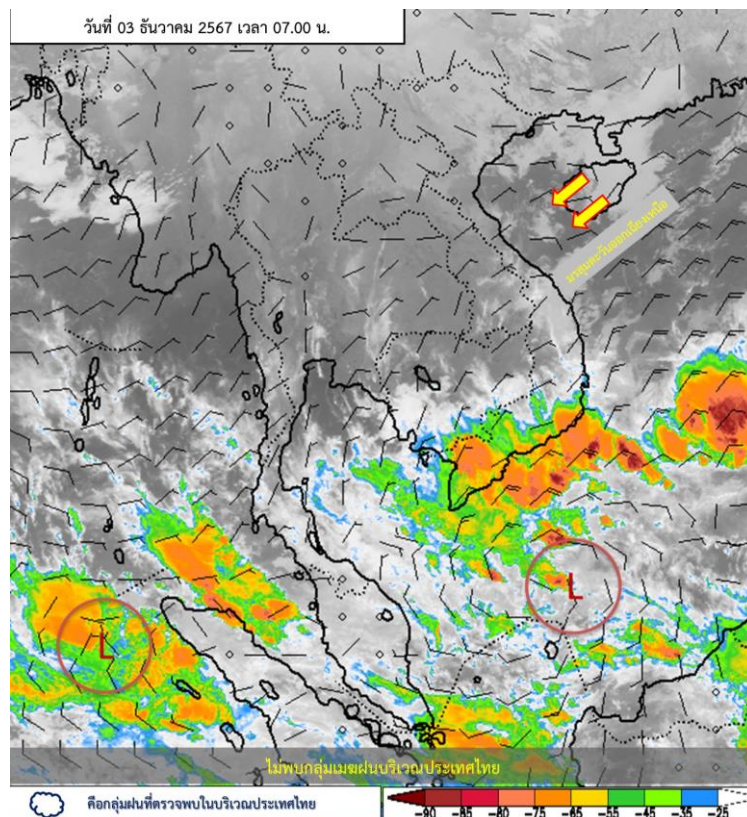 วันที่ 03 ธันวาคม 2567 เวลา 07.00 น.
มรสุมตะวันออกเฉียงเหนือ
L
L
ไม่พบกลุ่มเมฆฝนบริเวณประเทศไทย
คือกลุ่มฝนที่ตรวจพบในบริเวณประเทศไทย
-90 -85 -80 -75 -65 -55 -45 -35 -25